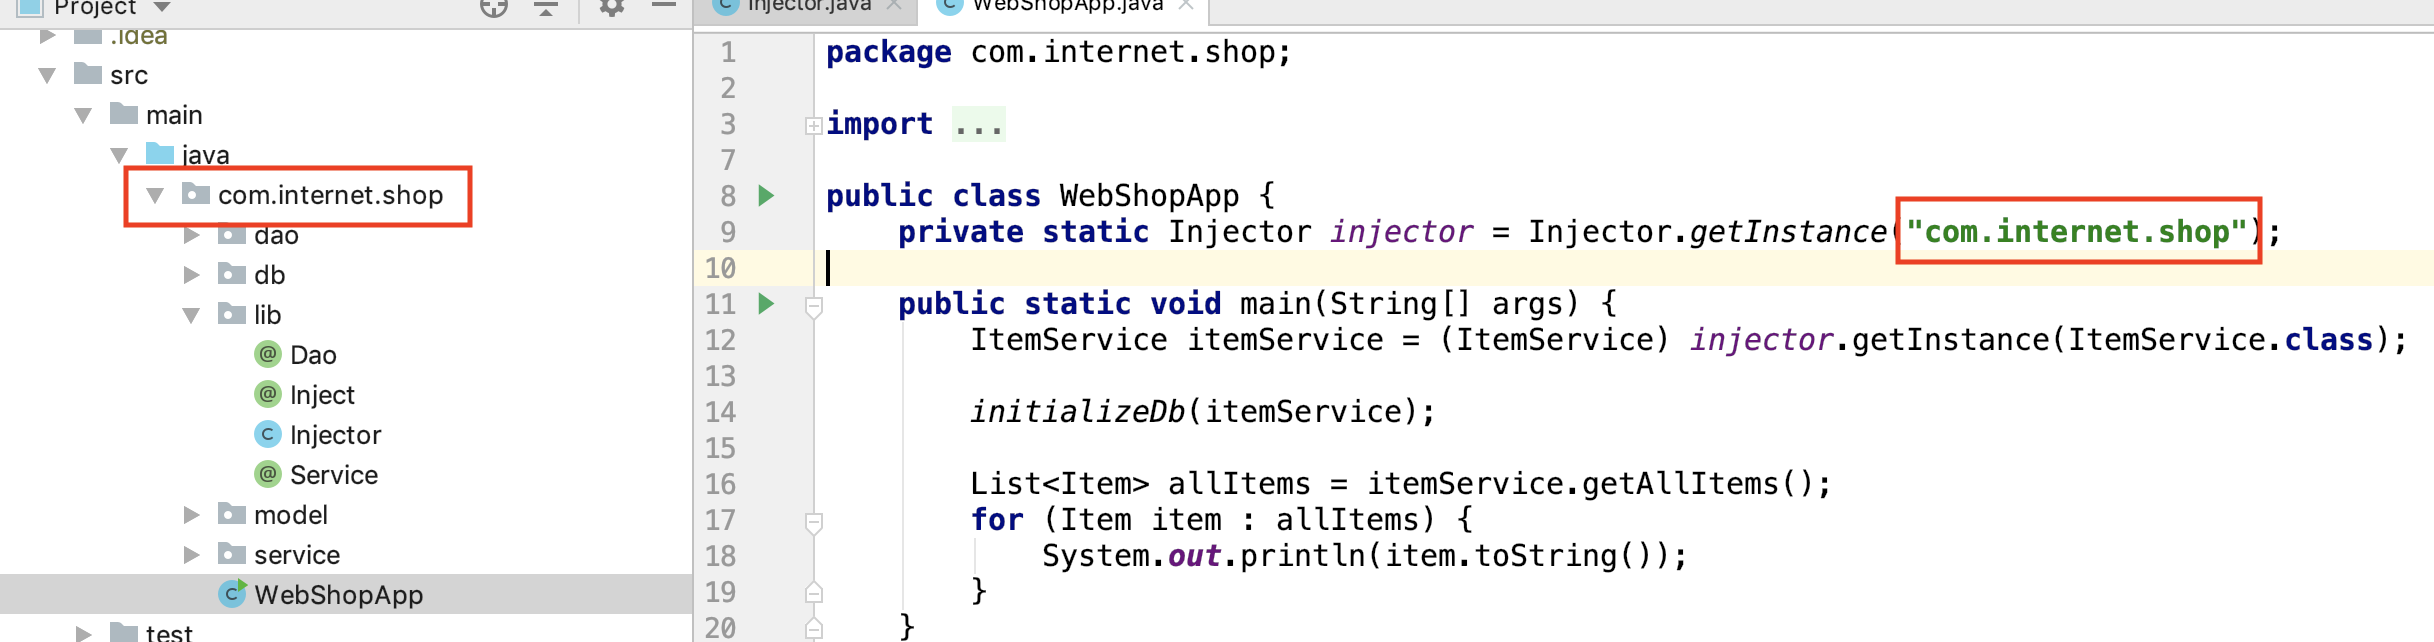 Project
.idea
src
main
java
com.internet.shop
dao
db
lib
Dao
Inject
Injector
Service
model
service
WebShopApp
test
Injector.java
WebShopApp.java
1 package com.internet.shop;
2
3 import ...
7
8 public class WebShopApp {
9 private static Injector injector = Injector.getInstance("com.internet.shop");
10
11 public static void main(String[] args) {
12 ItemService itemService = (ItemService) injector.getInstance(ItemService.class);
13
14 initializeDb(itemService);
15
16 List<Item> allItems = itemService.getAllItems();
17 for (Item item : allItems) {
18 System.out.println(item.toString());
19 }
20 }